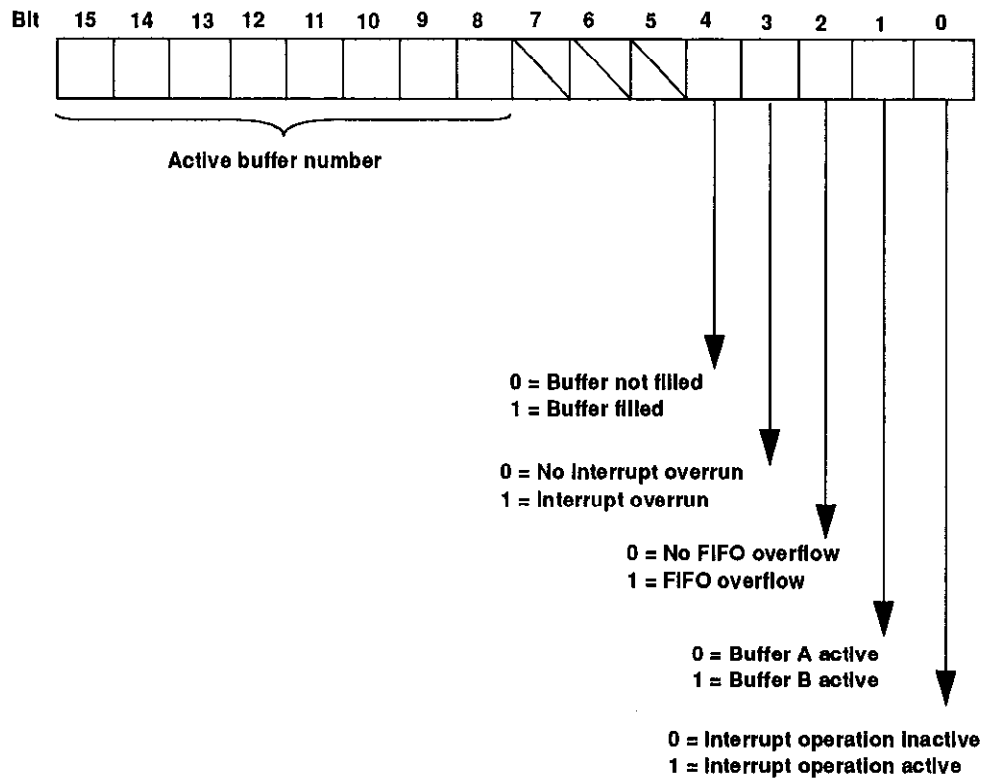 Bit 15 14 13 12 11 10 9 8 7 6 5 4 3 2 1 0
Active buffer number
0 = Buffer not filled
1 = Buffer filled
0 = No Interrupt overrun
1 = Interrupt overrun
0 = No FIFO overflow
1 = FIFO overflow
0 = Buffer A active
1 = Buffer B active
0 = Interrupt operation inactive
1 = Interrupt operation active